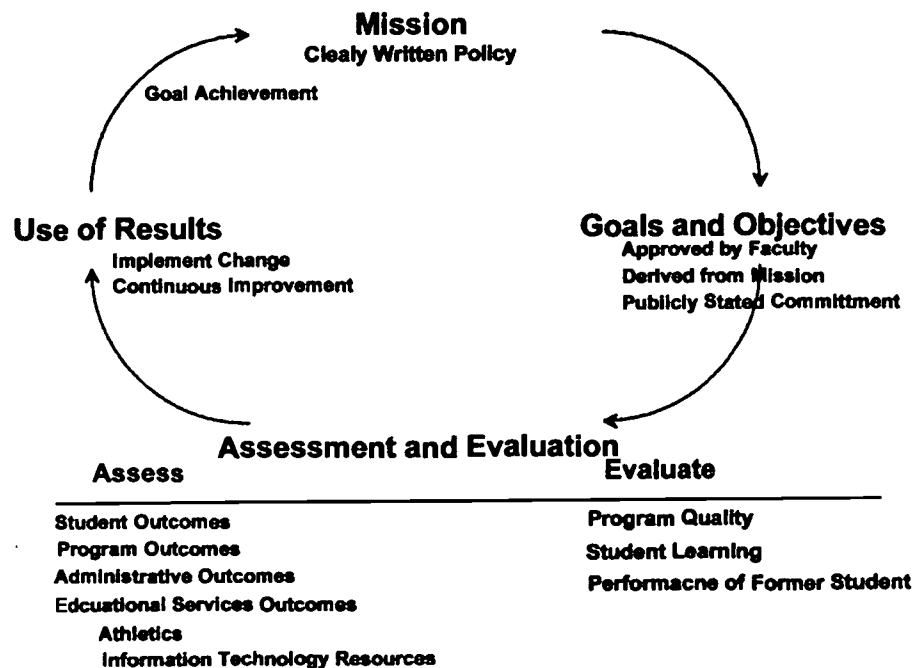 Mission
Clealy Written Policy
Goal Achievement
Use of Results
Implement Change
Continuous Improvement
Goals and Objectives
Approved by Faculty
Derived from Mission
Publicly Stated Committment
Assessment and Evaluation
Assess
Evaluate
Student Outcomes
Program Outcomes
Administrative Outcomes
Edcuational Services Outcomes
Athletics
Information Technology Resources
Program Quality
Student Learning
Performacne of Former Student